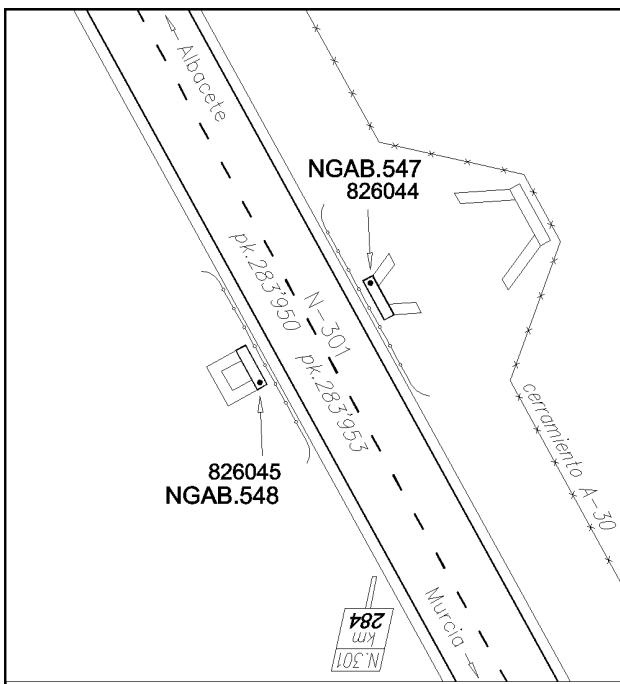 Albacete
NGAB.547
826044
pk.283'950
N-301
pk.283'953
cerramiento A-30
826045
NGAB.548
Murcia
N.301
km
284